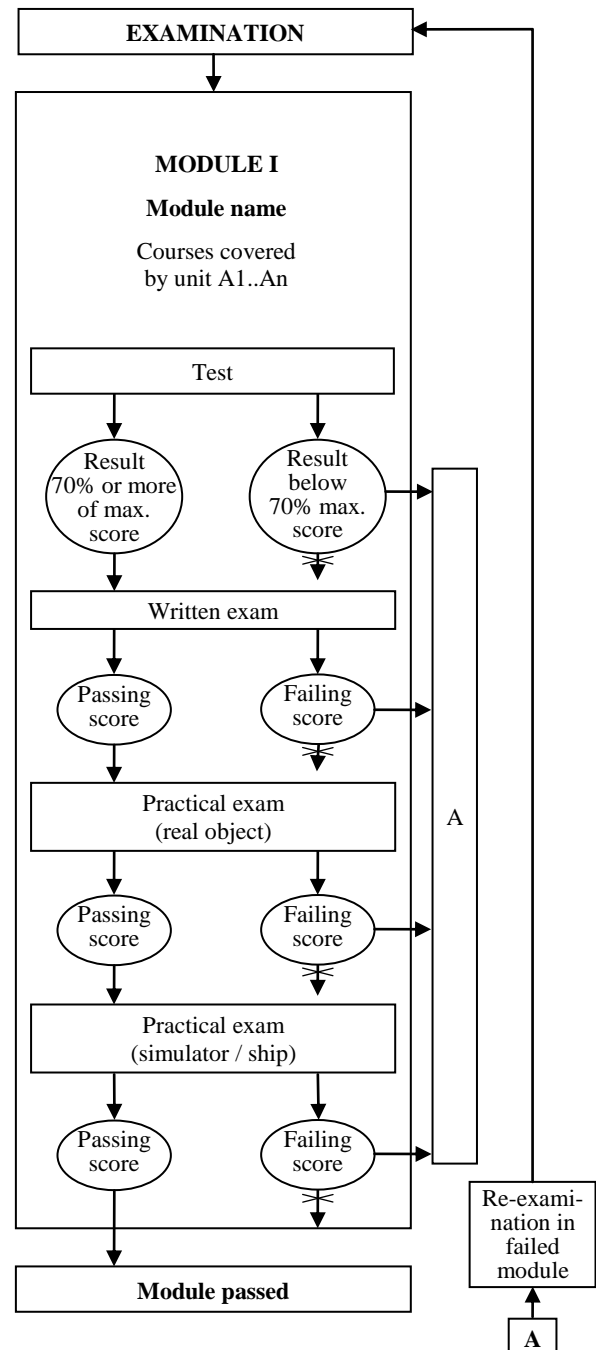 EXAMINATION
MODULE I
Module name
Courses covered
by unit A1..An
Test
Result
70% or more
of max.
score
Result
below
70% max.
score
Written exam
Passing
score
Failing
score
Practical exam
(real object)
A
Passing
score
Failing
score
Practical exam
(simulator / ship)
Passing
score
Failing
score
Re-exami-
nation in
failed
module
Module passed
A